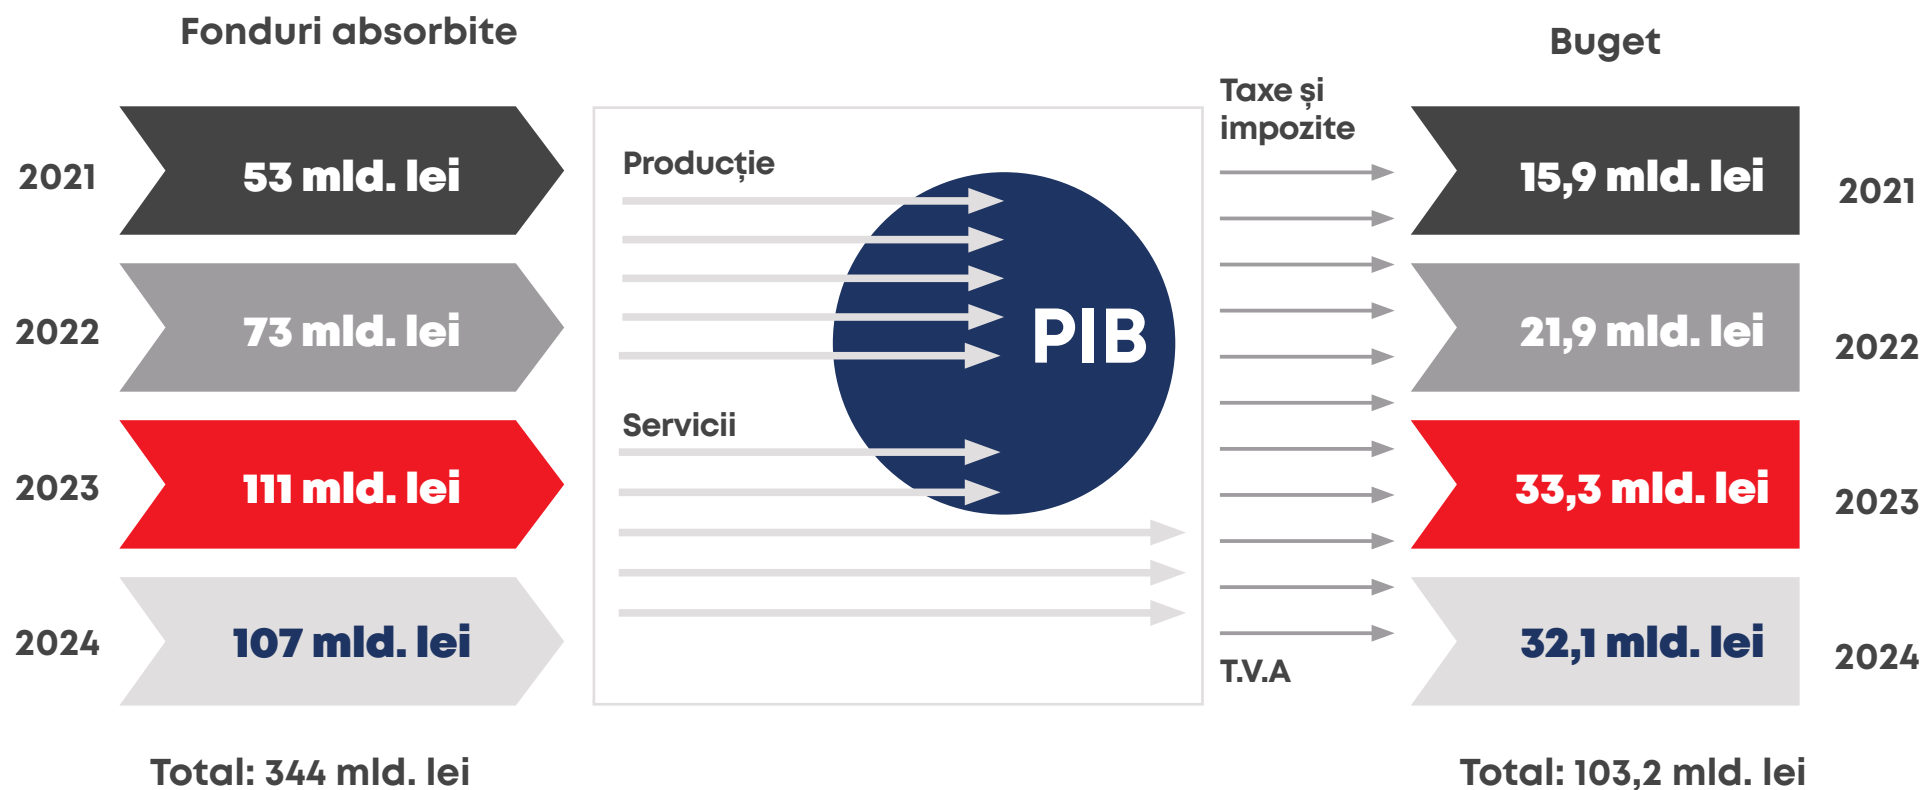 Fonduri absorbite
2021
53 mld. lei
2022
73 mld. lei
2023
111 mld. lei
2024
107 mld. lei
Total: 344 mld. lei
Producție
PIB
Servicii
Taxe și
impozite
T.V.A
Buget
15,9 mld. lei
2021
21,9 mld. lei
2022
33,3 mld. lei
2023
32,1 mld. lei
2024
Total: 103,2 mld. lei